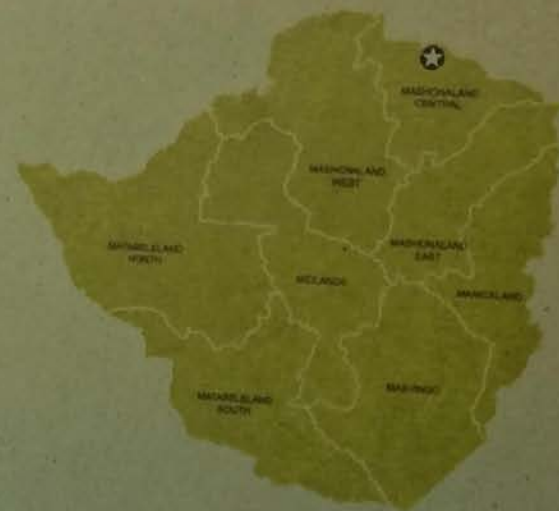 MASHONALAND
CENTRAL
MASHONALAND
WEST
MATABELELAND
NORTH
MASHONALAND
EAST
MIDLANDS
MANICALAND
MATABELELAND
SOUTH
MASVINGO